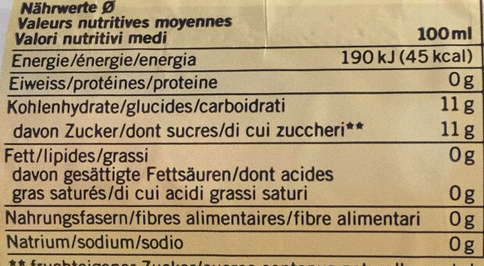 Nährwerte Ø
Valeurs nutritives moyennes
Valori nutritivi medi 100 ml
Energie/énergie/energia 190 kJ (45 kcal)
Eiweiss/protéines/proteine 0 g
Kohlenhydrate/glucides/carboidrati 11 g
davon Zucker/dont sucres/di cui zuccheri** 11 g
Fett/lipides/grassi 0 g
davon gesättigte Fettsäuren/dont acides
gras saturés/di cui acidi grassi saturi 0 g
Nahrungsfasern/fibres alimentaires/fibre alimentari 0 g
Natrium/sodium/sodio 0 g
** fruchteigener Zucker/sucres